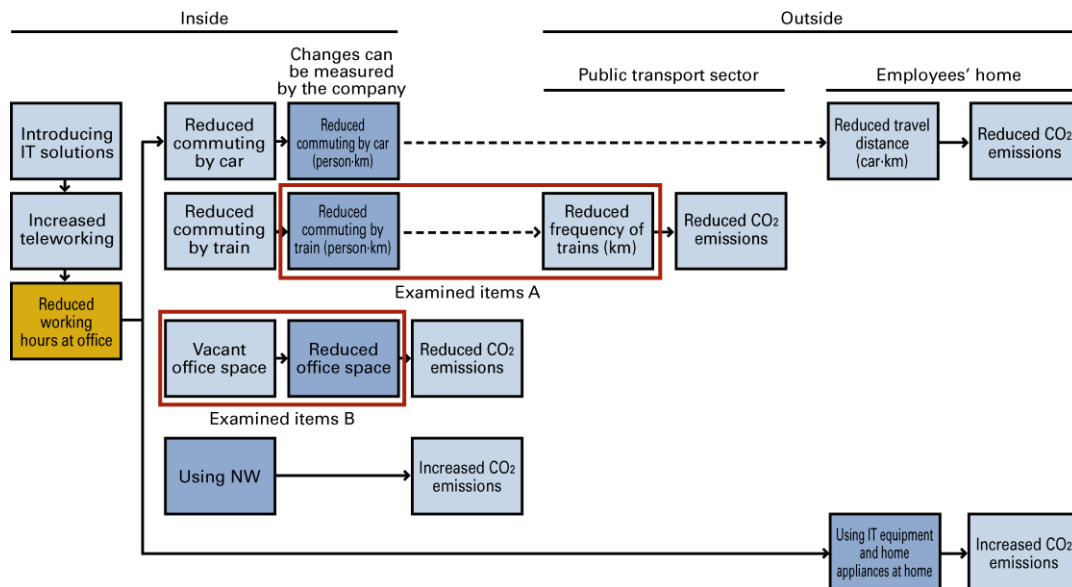 Inside
Outside
Changes can
be measured
by the company
Public transport sector
Employees' home
Introducing
IT solutions
Reduced
commuting
by car
Reduced
commuting by car
(person·km)
Reduced travel
distance
(car·km)
Reduced CO2
emissions
Increased
teleworking
Reduced
commuting
by train
Reduced
commuting by
train (person·km)
Reduced
frequency of
trains (km)
Reduced CO2
emissions
Examined items A
Reduced
working
hours at office
Vacant
office space
Reduced
office space
Reduced CO2
emissions
Examined items B
Using NW
Increased CO2
emissions
Using IT equipment
and home
appliances at home
Increased CO2
emissions